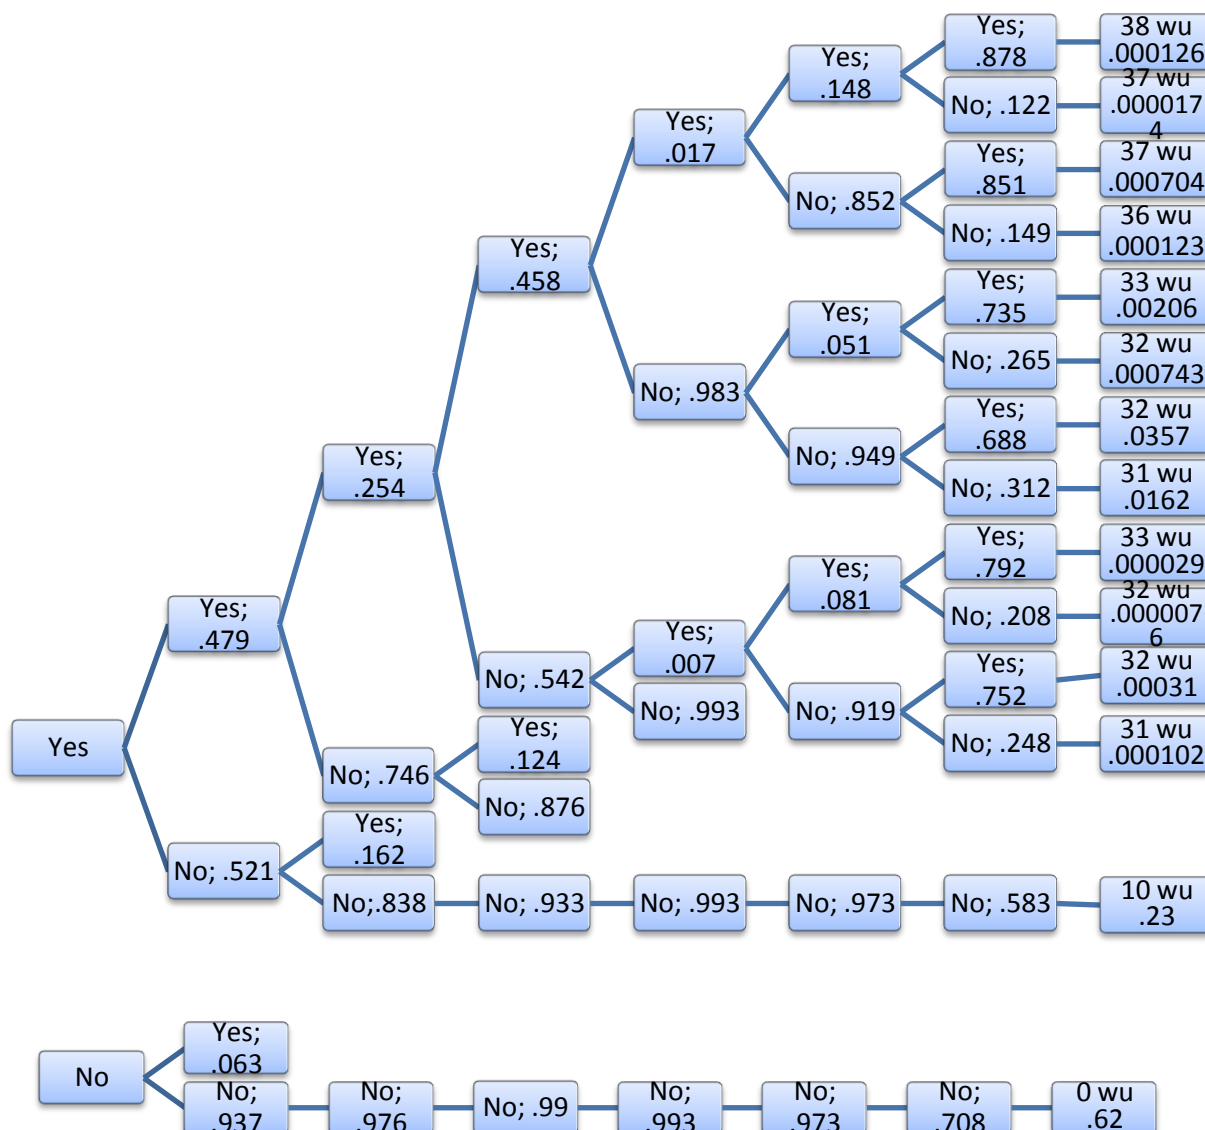 Yes;
.878
38 wu
.000126
Yes;
.148
No; .122
37 wu
.000017
4
Yes;
.017
Yes;
.851
37 wu
.000704
No; .852
No; .149
36 wu
.000123
Yes;
.458
Yes;
.735
33 wu
.00206
Yes;
.051
No; .265
32 wu
.000743
No; .983
Yes;
.688
32 wu
.0357
No; .949
No; .312
31 wu
.0162
Yes;
.254
Yes;
.792
33 wu
.000029
Yes;
.081
No; .208
32 wu
.000007
6
Yes;
.479
Yes;
.007
Yes;
.752
32 wu
.00031
No; .542
No; .993
No; .919
No; .248
31 wu
.000102
Yes
Yes;
.124
No; .746
No; .876
Yes;
.162
No; .521
No;.838
No; .933
No; .993
No; .973
No; .583
10 wu
.23
Yes;
.063
No
No;
.937
No;
.976
No; .99
No;
.993
No;
.973
No;
.708
0 wu
.62